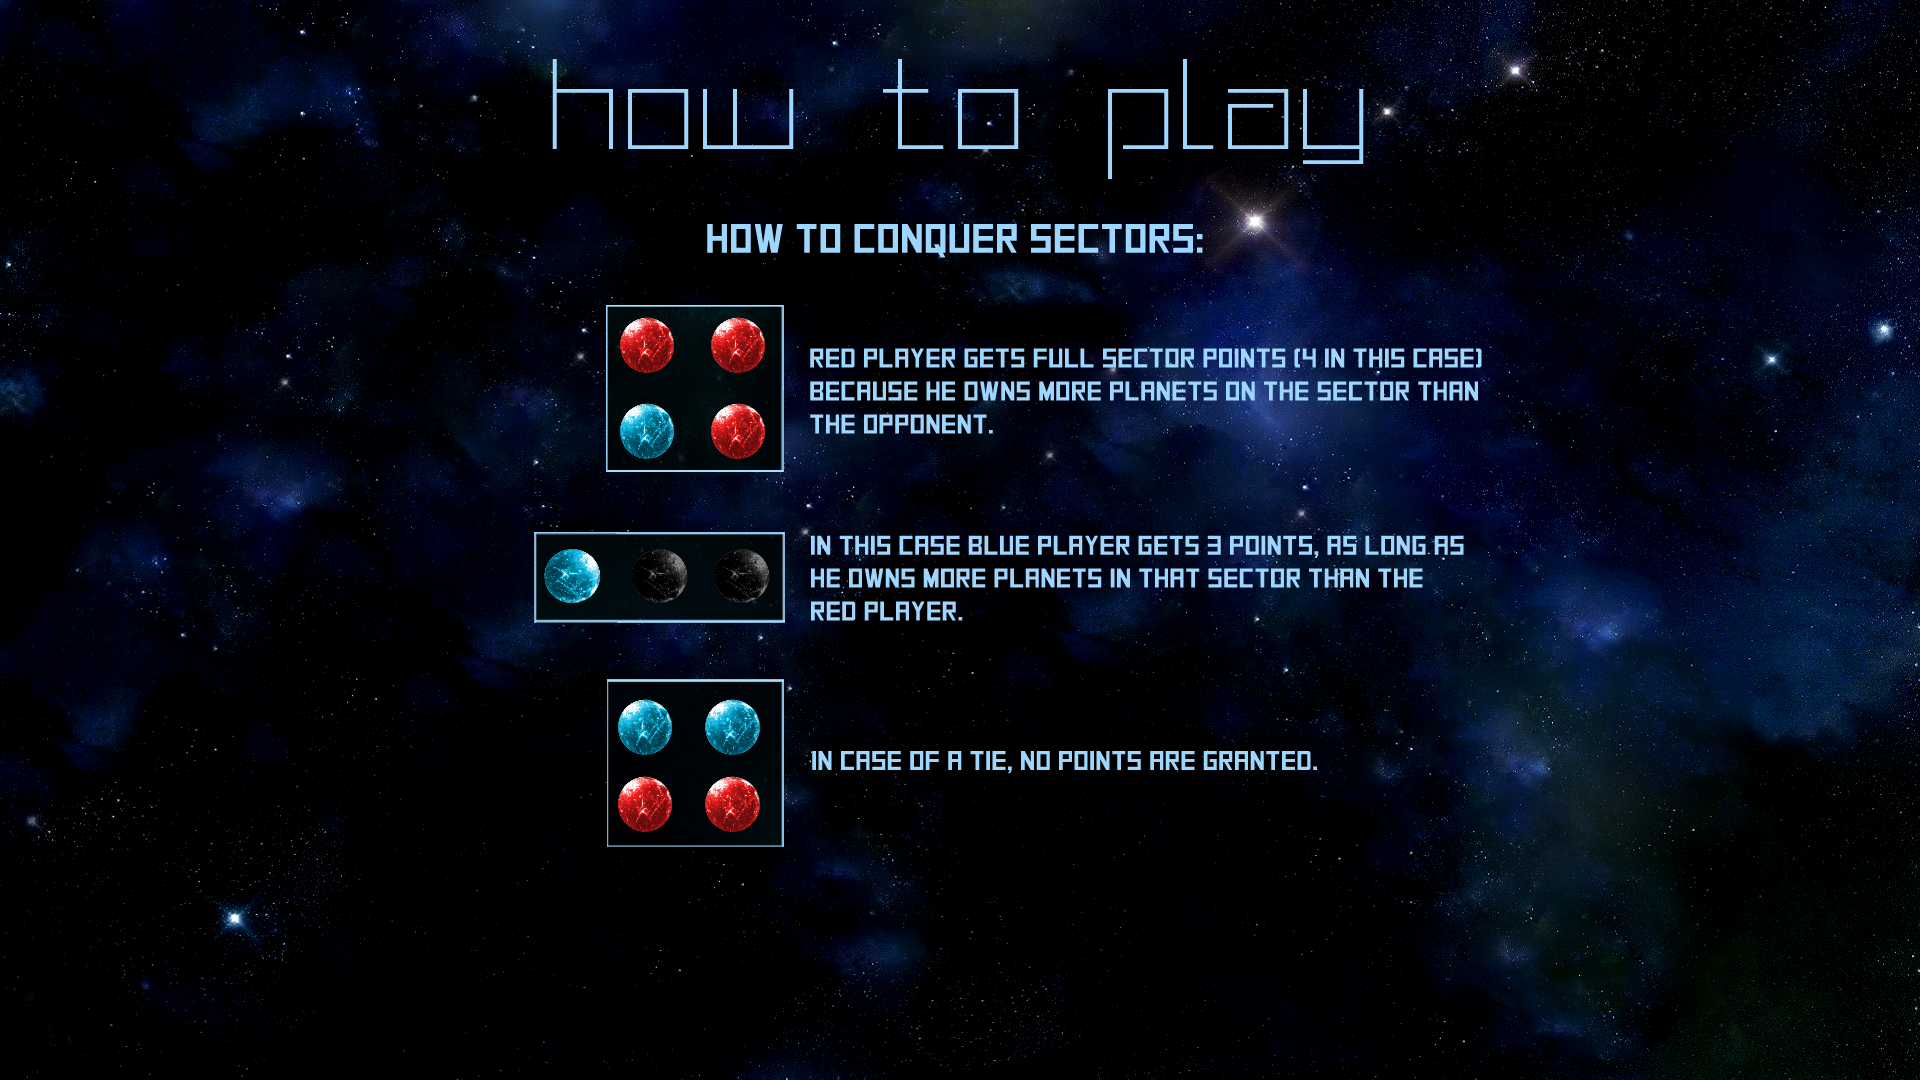 how to play
HOW TO CONQUER SECTORS:
RED PLAYER GETS FULL SECTOR POINTS (4 IN THIS CASE)
BECAUSE HE OWNS MORE PLANETS ON THE SECTOR THAN
THE OPPONENT.
IN THIS CASE BLUE PLAYER GETS 3 POINTS, AS LONG AS
HE OWNS MORE PLANETS IN THAT SECTOR THAN THE
RED PLAYER.
IN CASE OF A TIE, NO POINTS ARE GRANTED.